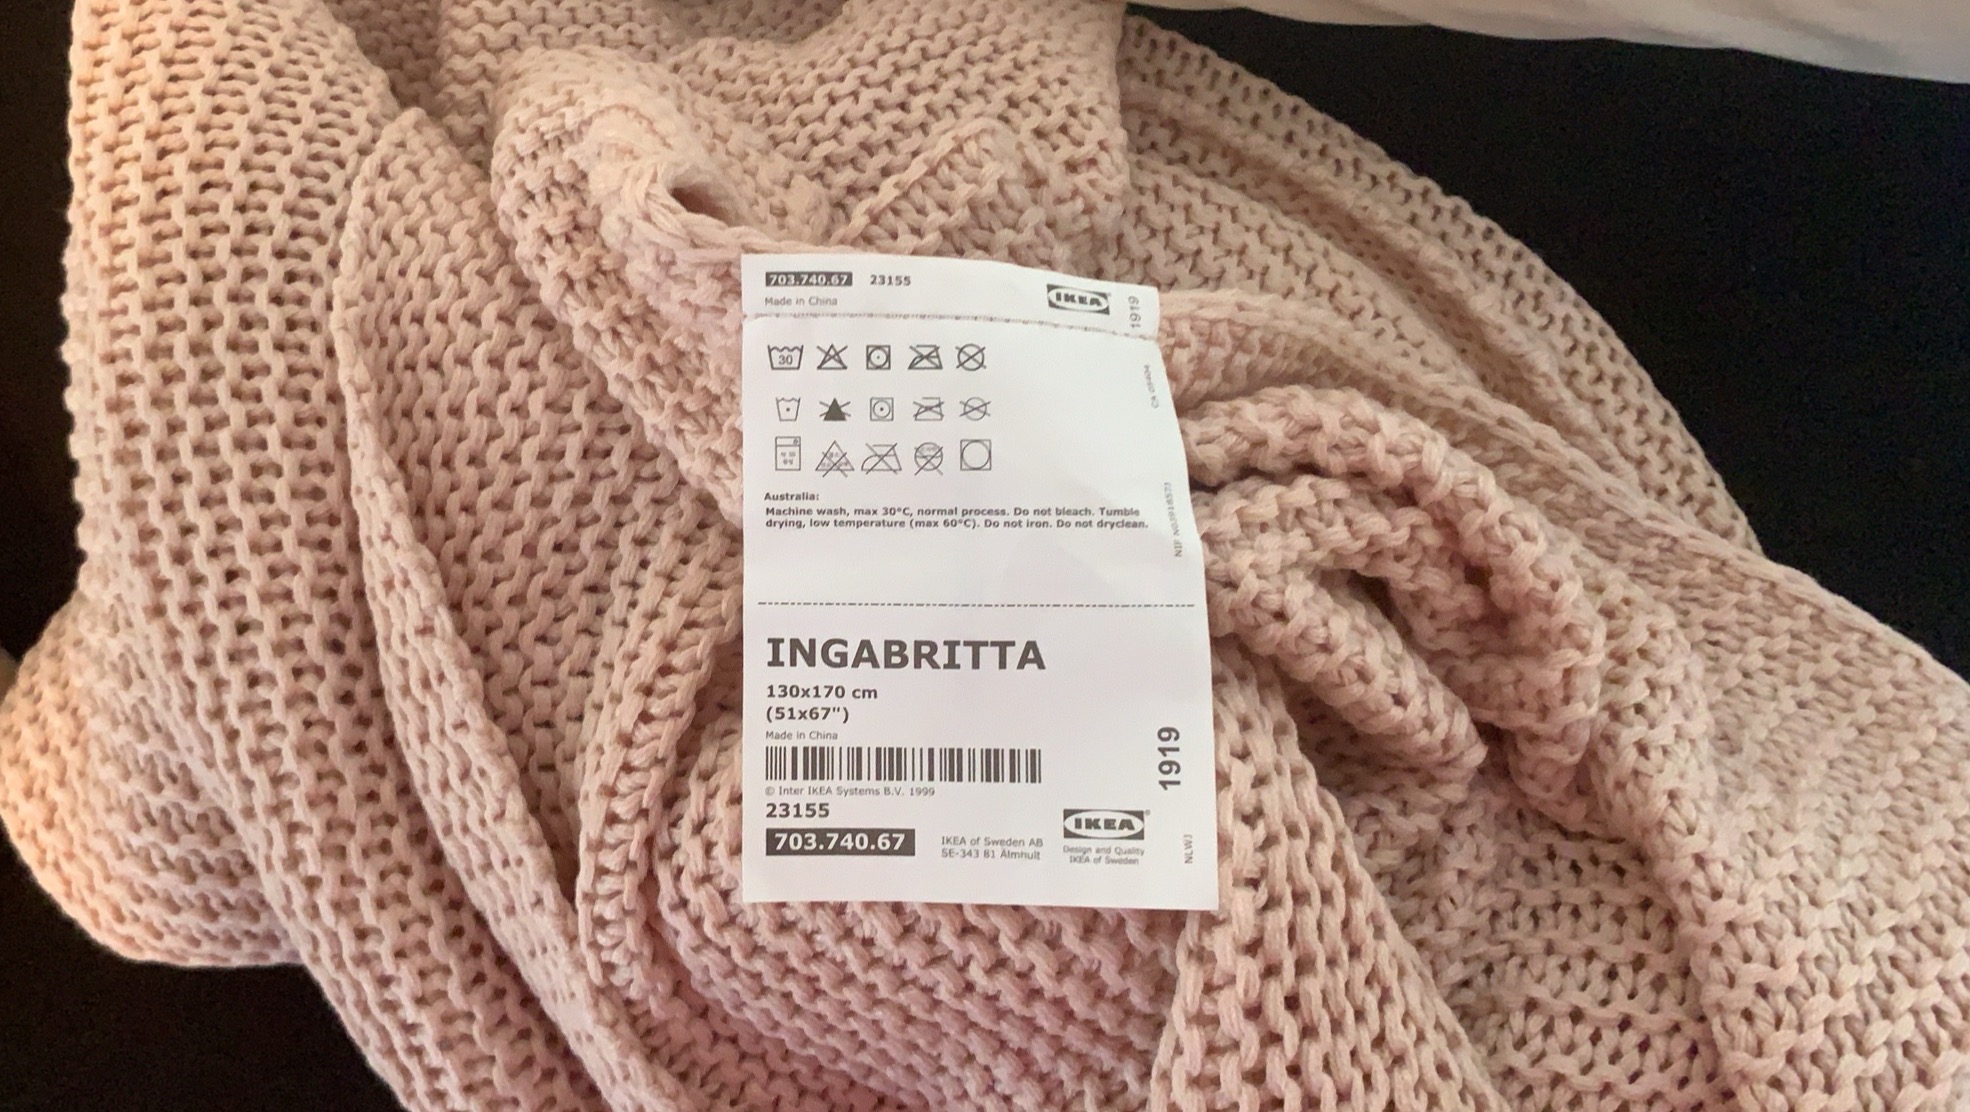 703.740.67 23155
Made in China
IKEA
1919
30
CA 05404
Australia:
Machine wash, max 30°C, normal process. Do not bleach. Tumble
drying, low temperature (max 60°C). Do not iron. Do not dryclean.
INGABRITTA
130x170 cm
(51x67")
Made in China
© Inter IKEA Systems B.V. 1999
23155
703.740.67
IKEA of Sweden AB
SE-343 81 Älmhult
IKEA®
Design and Quality
IKEA of Sweden
1919
NLWJ